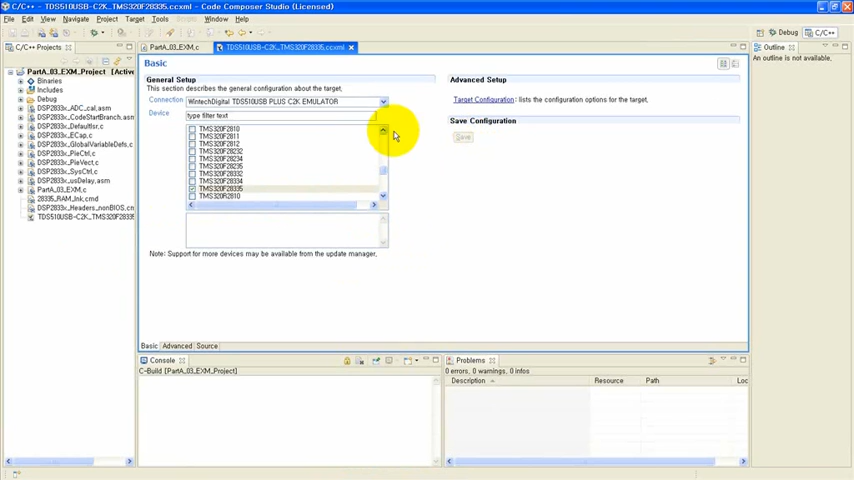 C/C++ - TDS510USB-C2K_TMS320F28335.ccxml - Code Composer Studio (Licensed)
File Edit View Navigate Project Target Tools Scripts Window Help
Debug C/C++
C/C++ Projects
PartA_03_EXM.c
TDS510USB-C2K_TMS320F28335.ccxml
Outline
An outline is not available.
PartA_03_EXM_Project [Active
Binaries
Includes
Debug
DSP2833x_ADC_cal.asm
DSP2833x_CodeStartBranch.asm
DSP2833x_DefaultIsr.c
DSP2833x_ECap.c
DSP2833x_GlobalVariableDefs.c
DSP2833x_PieCtrl.c
DSP2833x_PieVect.c
DSP2833x_SysCtrl.c
DSP2833x_usDelay.asm
PartA_03_EXM.c
28335_RAM_lnk.cmd
DSP2833x_Headers_nonBIOS.cmd
TDS510USB-C2K_TMS320F28335
Basic
General Setup
This section describes the general configuration about the target.
Connection WintechDigital TDS510USB PLUS C2K EMULATOR
Device type filter text
TMS320F2810
TMS320F2811
TMS320F2812
TMS320F28232
TMS320F28234
TMS320F28235
TMS320F28332
TMS320F28334
TMS320F28335
TMS320R2810
Note: Support for more devices may be available from the update manager.
Advanced Setup
Target Configuration: lists the configuration options for the target.
Save Configuration
Save
Basic Advanced Source
Console
C-Build [PartA_03_EXM_Project]
Problems
0 errors, 0 warnings, 0 infos
Description Resource Path Loc